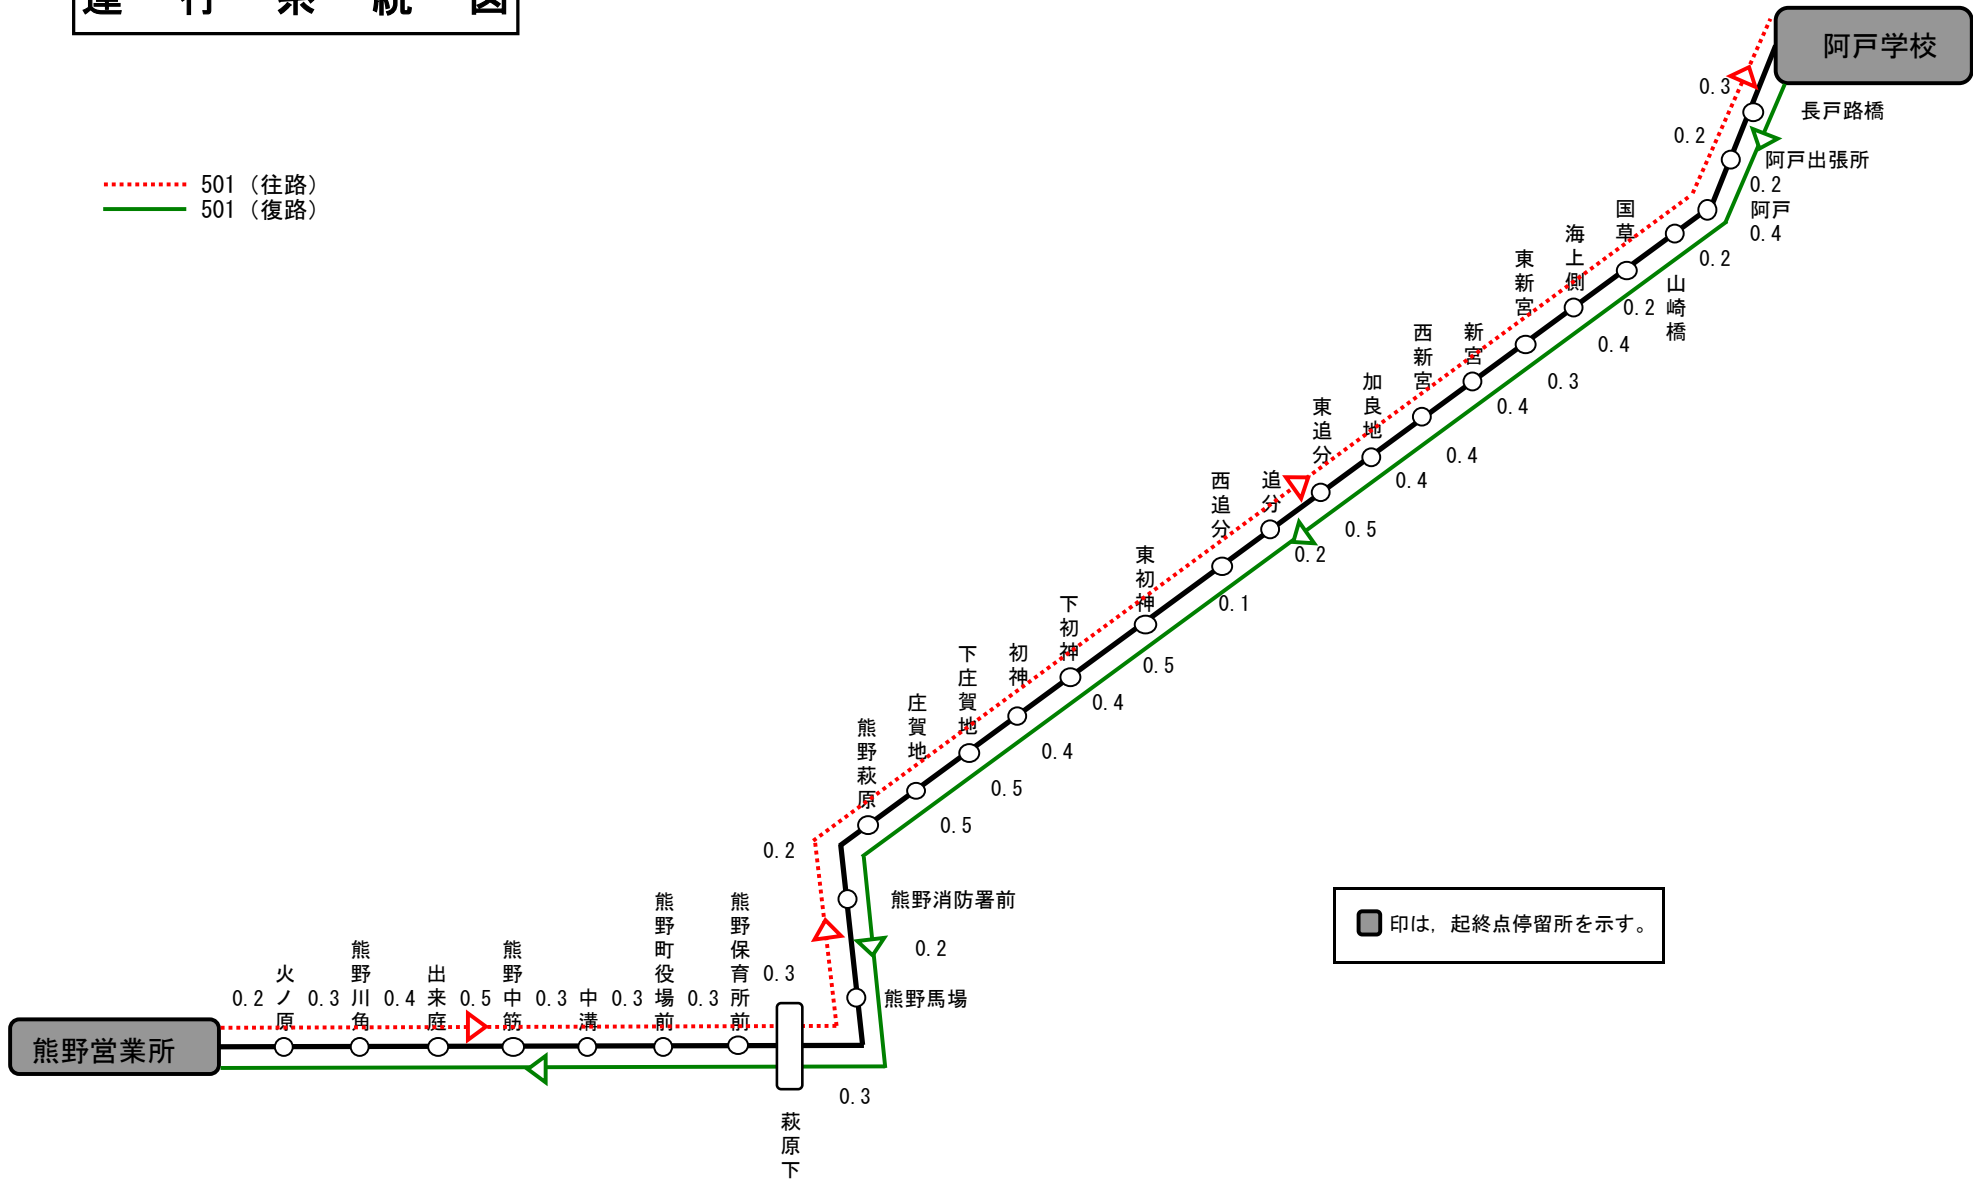 運行系統図
阿戸学校
0.3
長戸路橋
0.2
阿戸出張所
501（往路）
0.2
501（復路）
阿戸
0.4
国草
海上側
0.2
山崎橋
東新宮
0.2
新宮
0.4
西新宮
0.3
加良地
0.4
東追分
0.4
追分
0.4
西追分
0.5
0.2
東初神
0.1
下初神
0.5
初神
0.4
下庄賀地
0.4
庄賀地
0.5
熊野萩原
0.5
0.2
熊野消防署前
0.2
0.3
熊野馬場
0.3
印は，起終点停留所を示す。
熊野営業所
0.2
火ノ原
0.3
熊野川角
0.4
出来庭
0.5
熊野中筋
0.3
中溝
0.3
熊野町役場前
0.3
熊野保育所前
萩原下